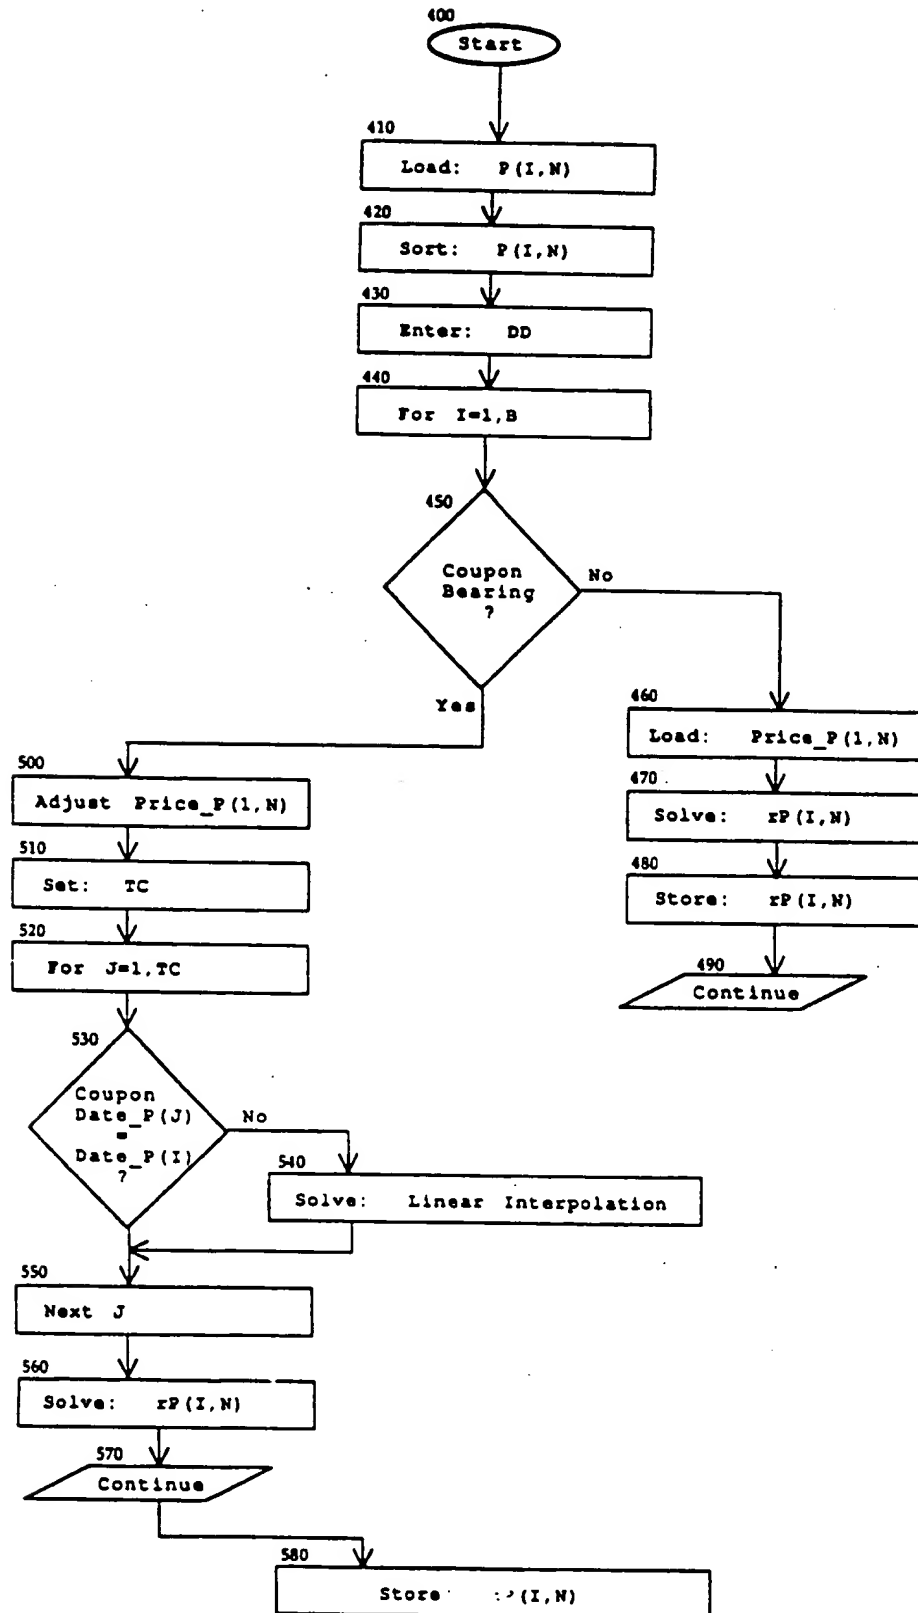 400
Start
410
Load: P(I,N)
420
Sort: P(I,N)
430
Enter: DD
440
For I=1,B
450
Coupon
Bearing
?
No
Yes
460
Load: Price_P(1,N)
470
Solve: rP(I,N)
480
Store: rP(I,N)
490
Continue
500
Adjust Price_P(1,N)
510
Set: TC
520
For J=1,TC
530
Coupon
Date_P(J)
=
Date_P(I)
?
No
540
Solve: Linear Interpolation
550
Next J
560
Solve: rP(I,N)
570
Continue
580
Store P(I,N)